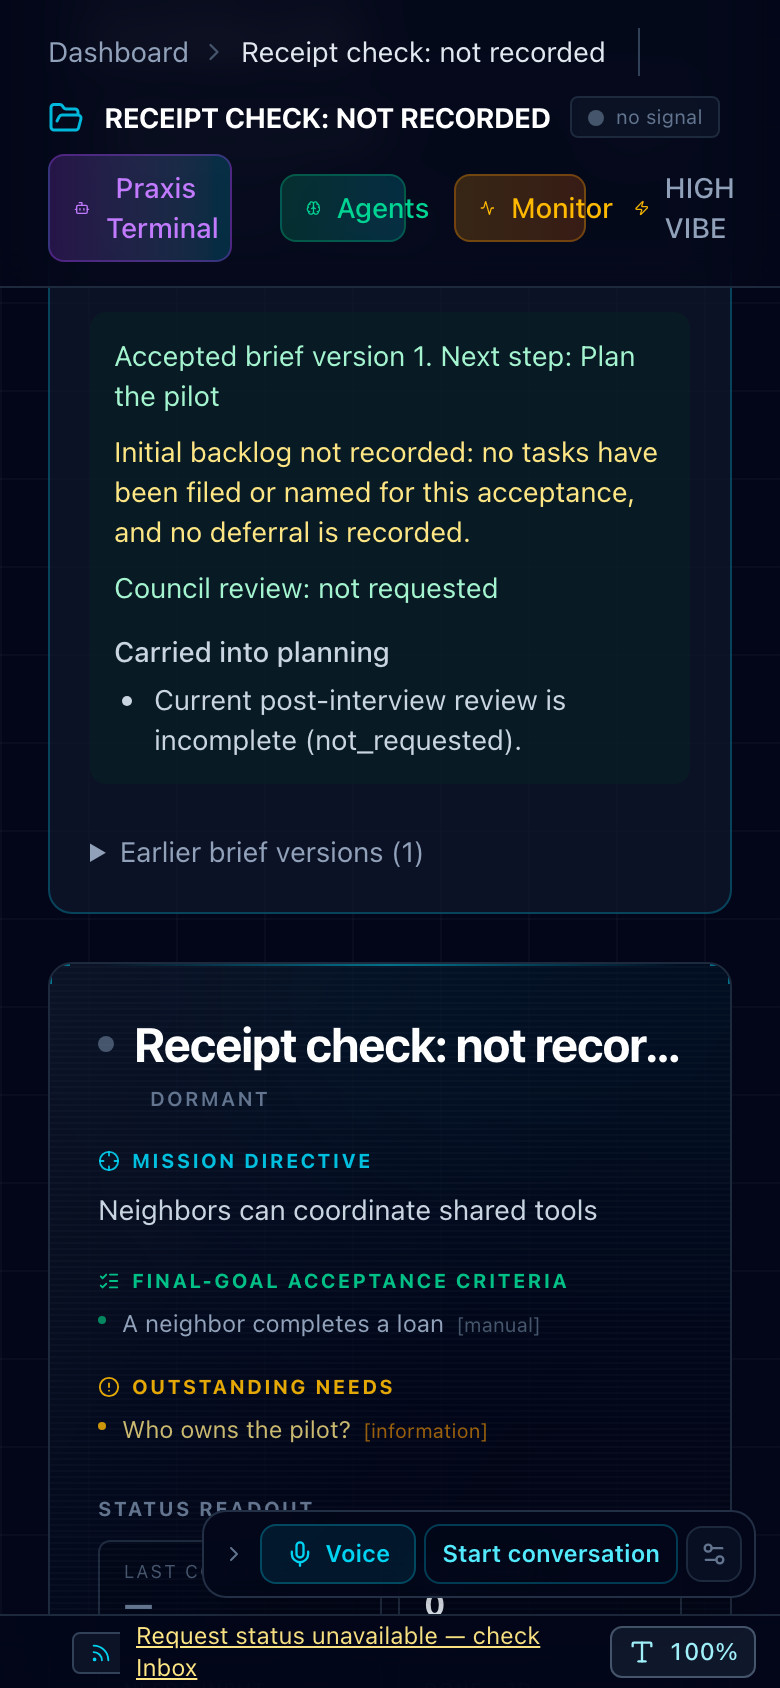 Dashboard > Receipt check: not recorded
RECEIPT CHECK: NOT RECORDED
no signal
Praxis
Terminal
Agents
Monitor
HIGH
VIBE
Accepted brief version 1. Next step: Plan
the pilot
Initial backlog not recorded: no tasks have
been filed or named for this acceptance,
and no deferral is recorded.
Council review: not requested
Carried into planning
• Current post-interview review is
incomplete (not_requested).
▶ Earlier brief versions (1)
Receipt check: not recor...
DORMANT
MISSION DIRECTIVE
Neighbors can coordinate shared tools
FINAL-GOAL ACCEPTANCE CRITERIA
• A neighbor completes a loan [manual]
OUTSTANDING NEEDS
• Who owns the pilot? [information]
STATUS READOUT
LAST C
—
0
Voice
Start conversation
Request status unavailable — check
Inbox
100%